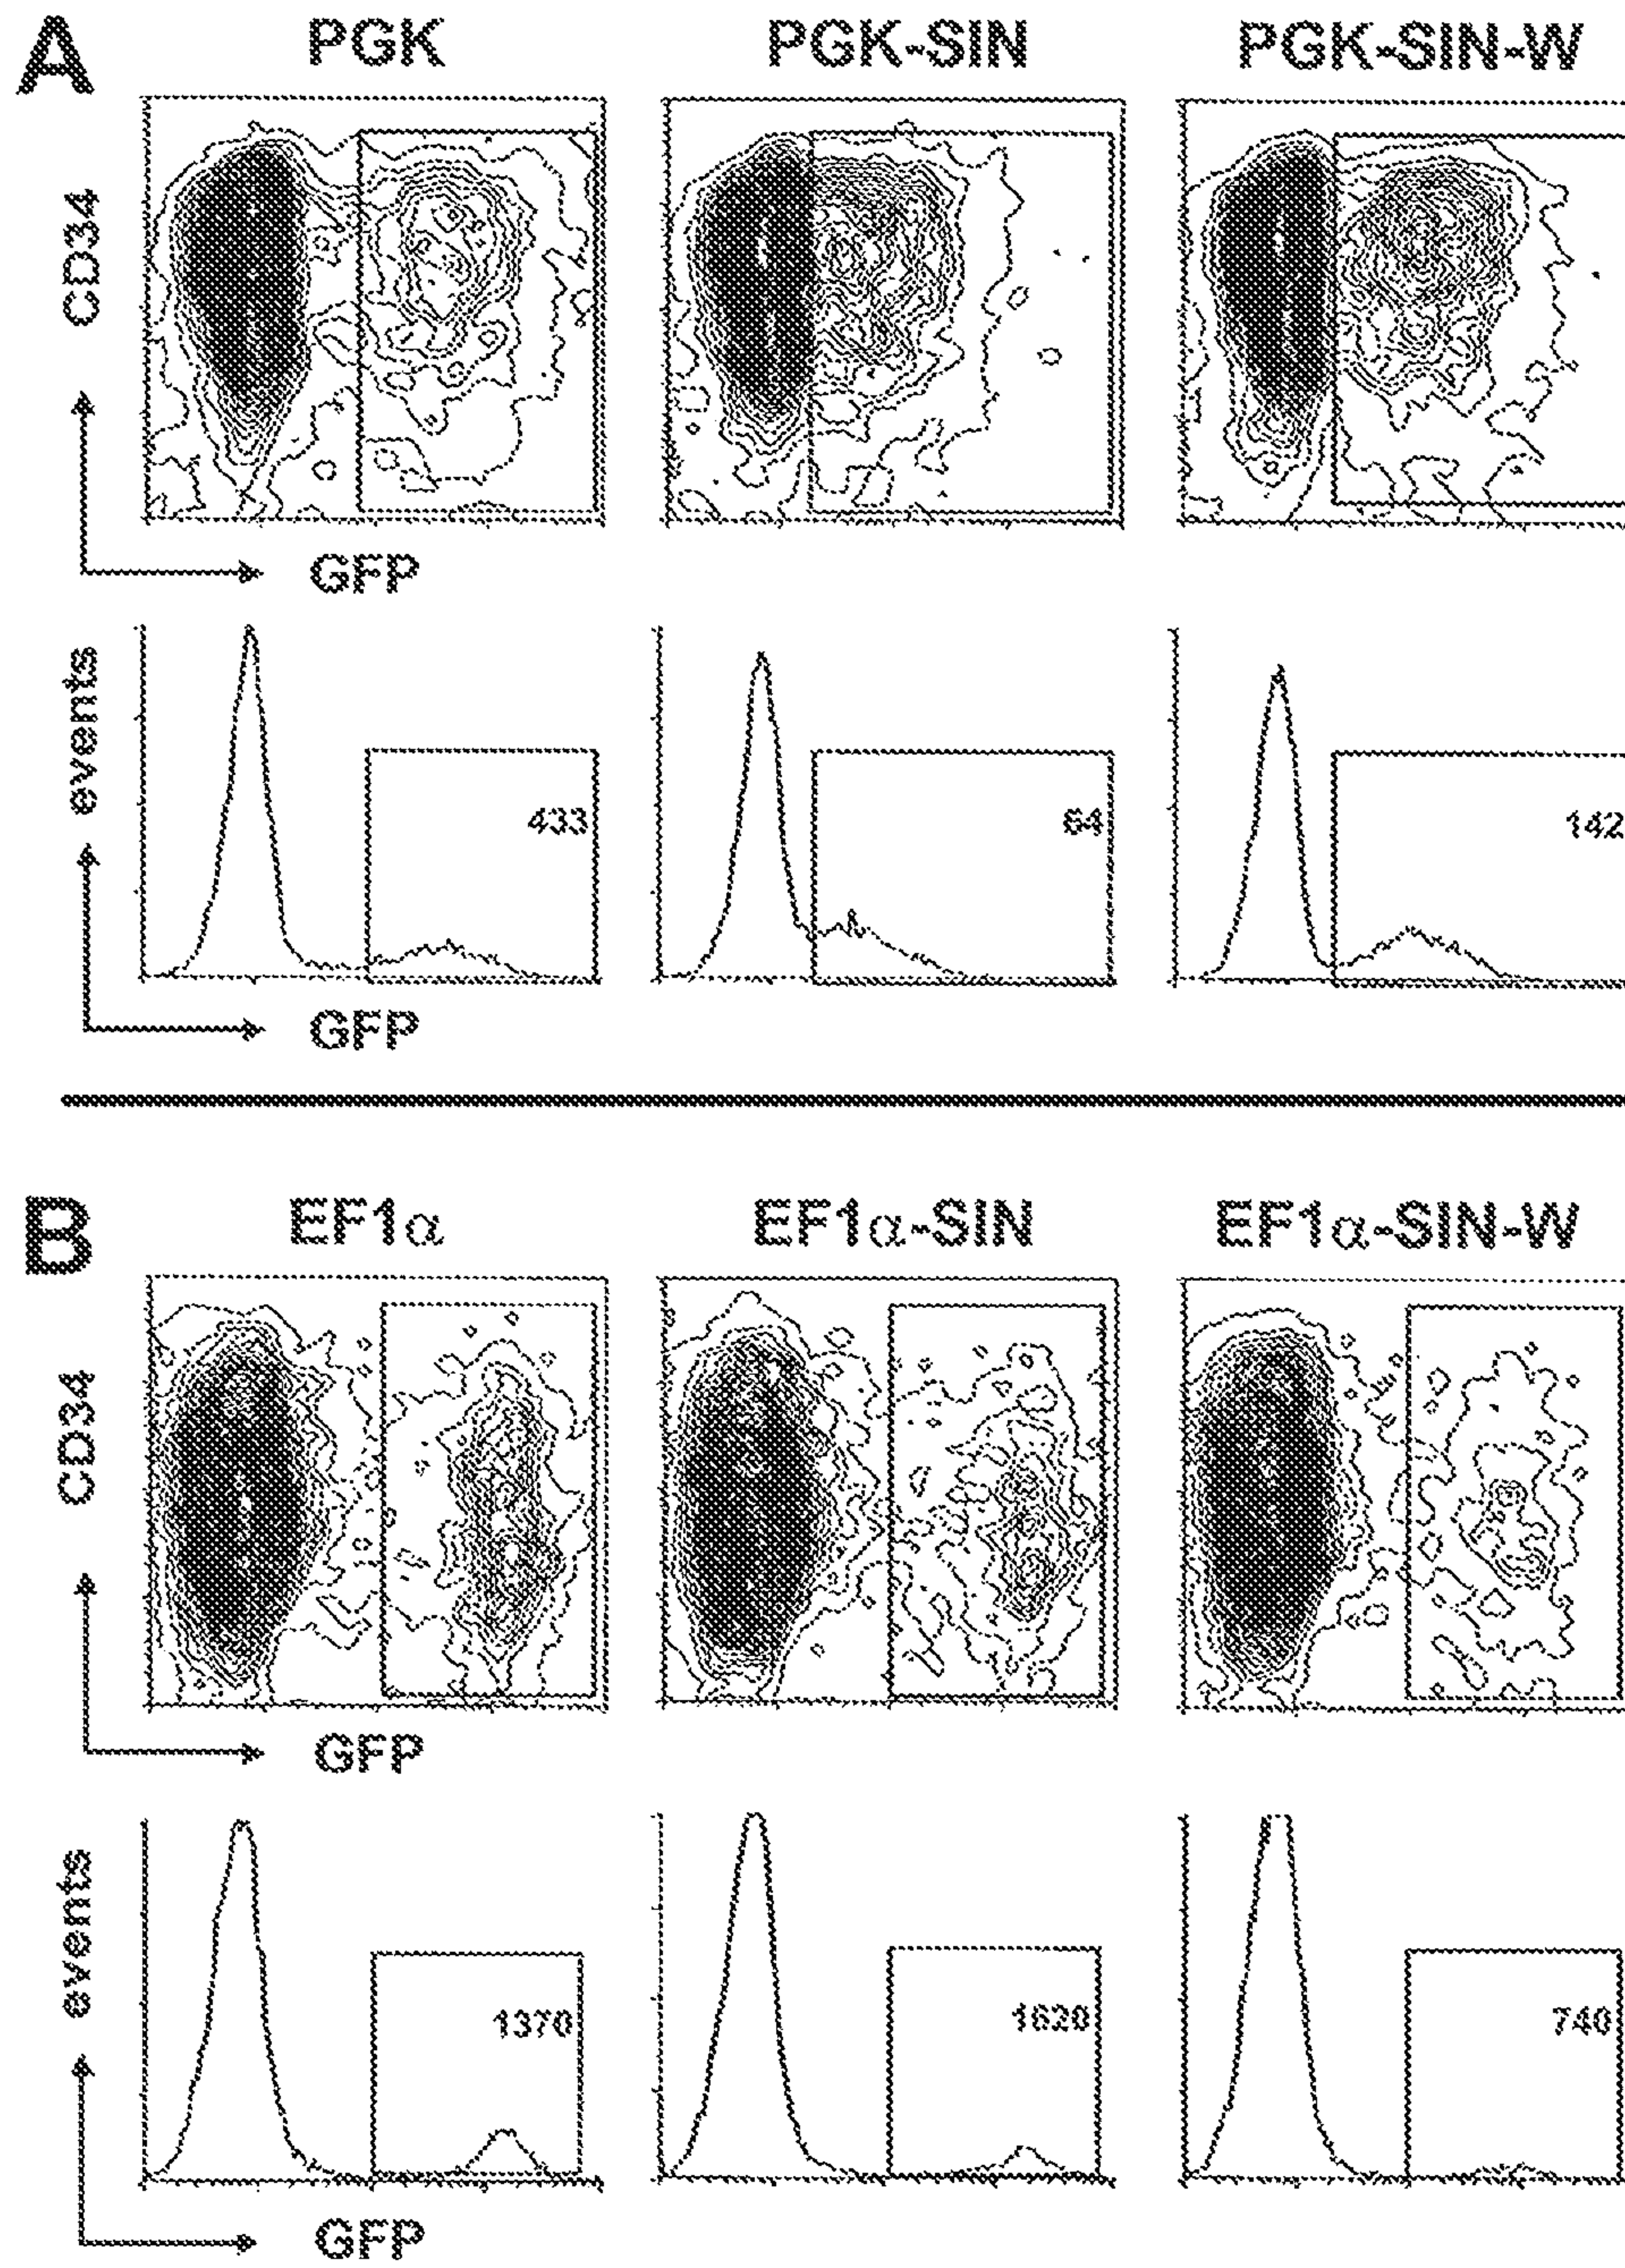 A
PGK
PGK-SIN
PGK-SIN-W
CD34
GFP
events
433
64
142
GFP
B
EF1α
EF1α-SIN
EF1α-SIN-W
CD34
GFP
events
1370
1620
740
GFP